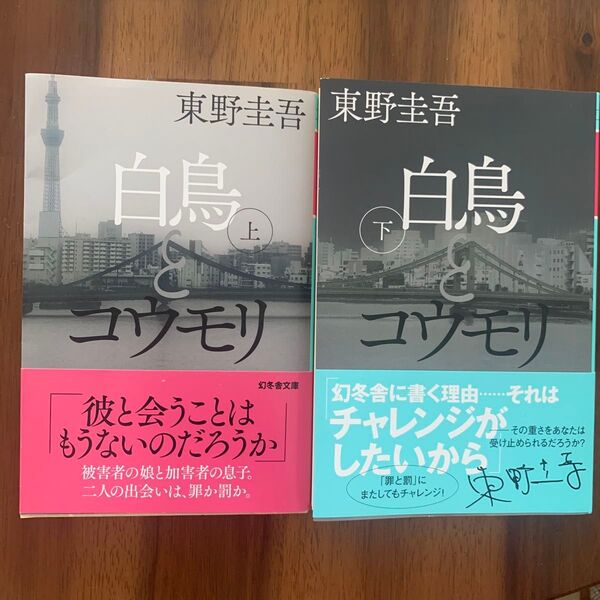 東野圭吾
白鳥
と
上
コウモリ
幻冬舎文庫
「彼と会うことは
もうないのだろうか」
被害者の娘と加害者の息子。
二人の出会いは、罪か罰か。
東野圭吾
白鳥
と
下
コウモリ
「幻冬舎に書く理由……それは
チャレンジが
したいから」
――その重さをあなたは
受け止められるだろうか?
「罪と罰」に
またしてもチャレンジ!
東野圭吾